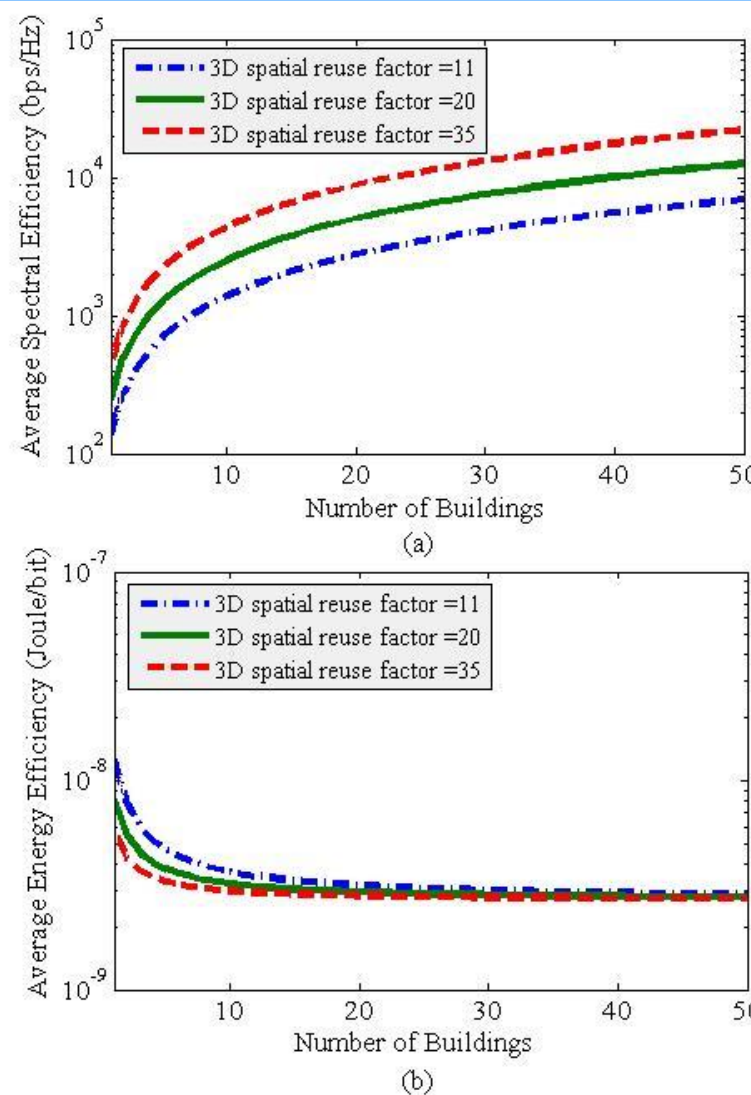 10^5
3D spatial reuse factor =11
3D spatial reuse factor =20
3D spatial reuse factor =35
10^4
10^3
10^2
Average Spectral Efficiency (bps/Hz)
10 20 30 40 50
Number of Buildings
(a)
10^-7
3D spatial reuse factor =11
3D spatial reuse factor =20
3D spatial reuse factor =35
10^-8
10^-9
Average Energy Efficiency (Joule/bit)
10 20 30 40 50
Number of Buildings
(b)